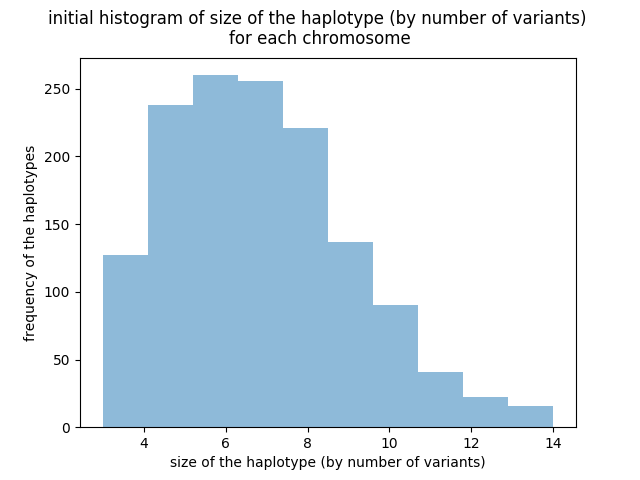 initial histogram of size of the haplotype (by number of variants)
for each chromosome
250
200
150
100
50
0
frequency of the haplotypes
4 6 8 10 12 14
size of the haplotype (by number of variants)